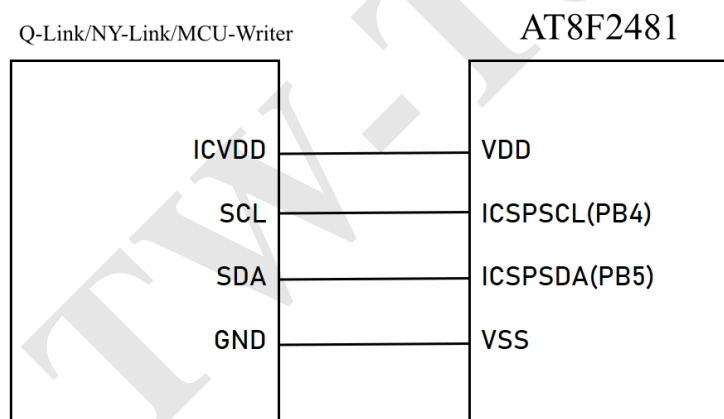 Q-Link/NY-Link/MCU-Writer
AT8F2481
ICVDD
VDD
SCL
ICSPSCL(PB4)
SDA
ICSPSDA(PB5)
GND
VSS